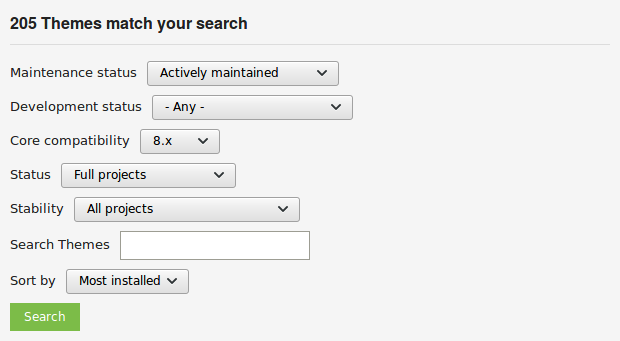 205 Themes match your search
Maintenance status Actively maintained
Development status - Any -
Core compatibility 8.x
Status Full projects
Stability All projects
Search Themes
Sort by Most installed
Search